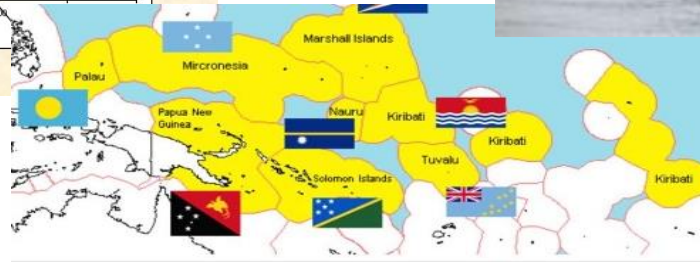 Marshall Islands
Mircronesia
Palau
Papua New
Guinea
Nauru
Kiribati
Kiribati
Tuvalu
Solomon Islands
Kiribati